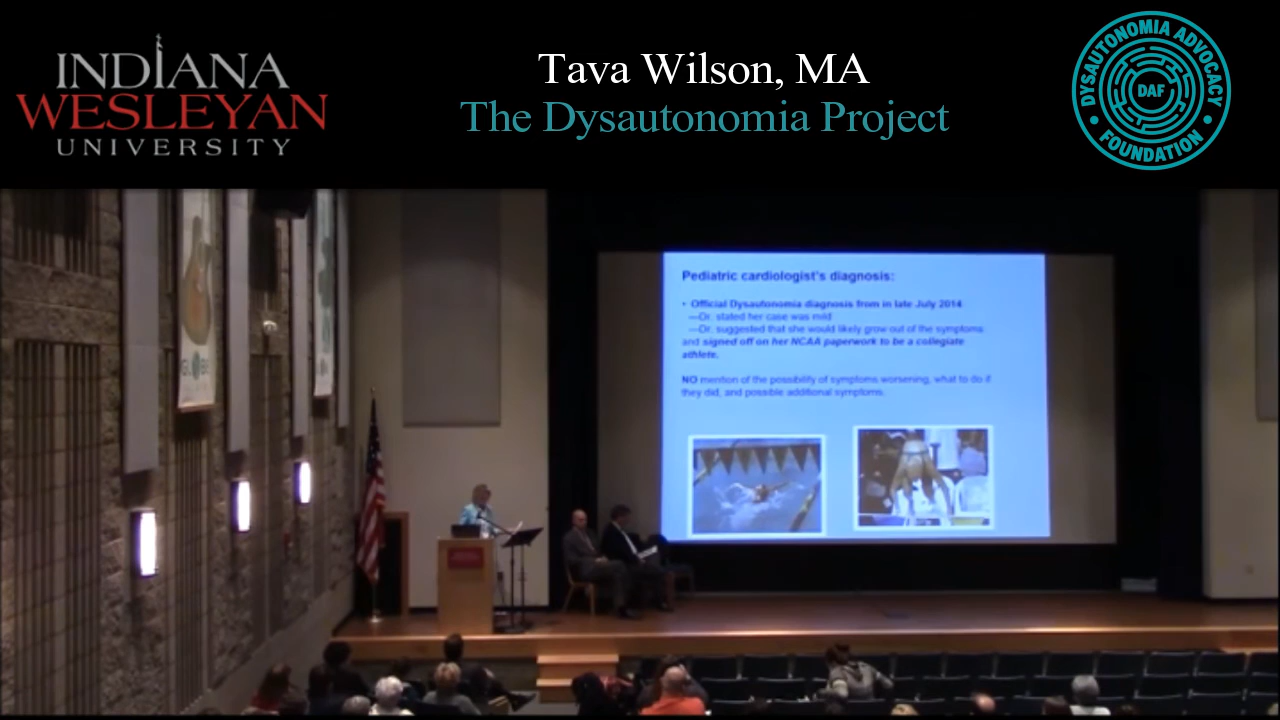 INDIANA
WESLEYAN
UNIVERSITY
Tava Wilson, MA
The Dysautonomia Project
DYSAUTONOMIA ADVOCACY
DAF
FOUNDATION
Pediatric cardiologist's diagnosis:
• Official Dysautonomia diagnosis from in late July 2014
—Dr. stated her case was mild
—Dr. suggested that she would likely grow out of the symptoms
and signed off on her NCAA paperwork to be a collegiate
athlete.
NO mention of the possibility of symptoms worsening, what to do if
they did, and possible additional symptoms.